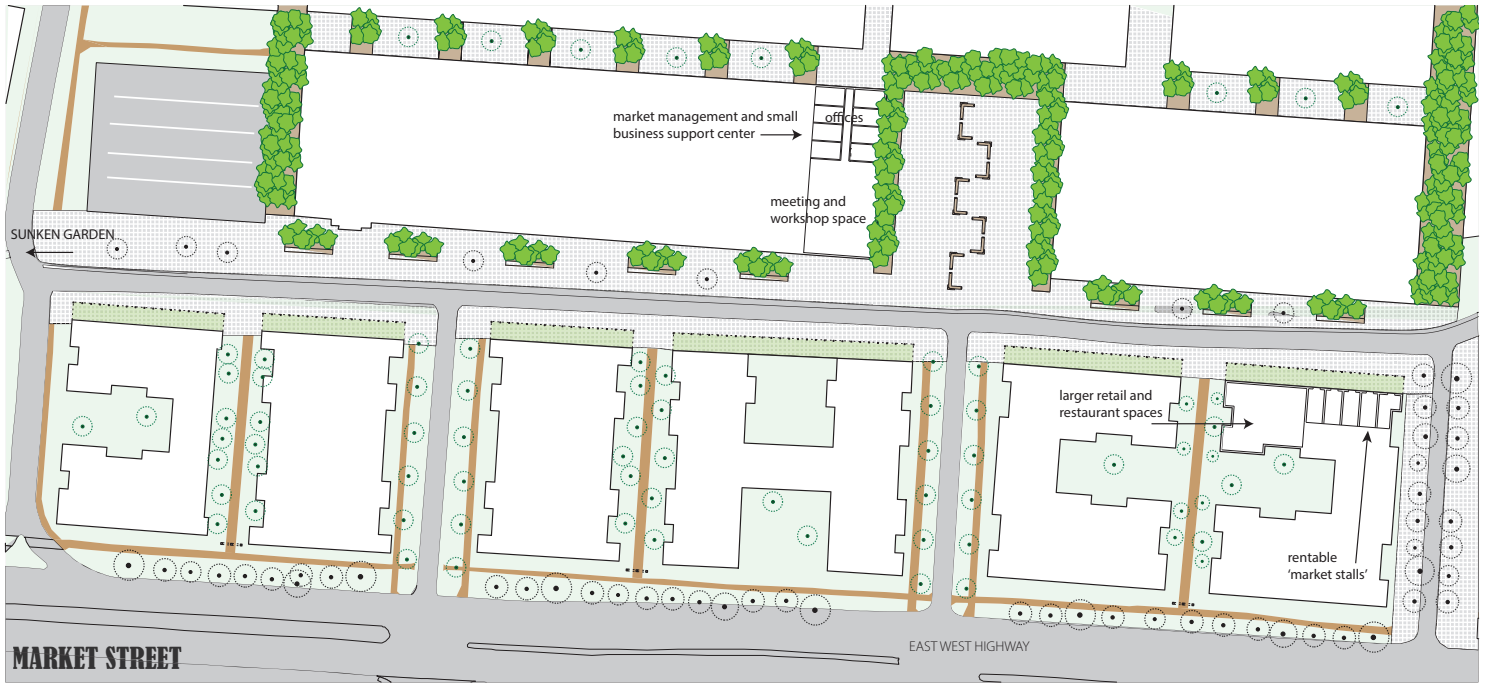 market management and small
business support center
offices
meeting and
workshop space
SUNKEN GARDEN
larger retail and
restaurant spaces
rentable
‘market stalls’
EAST WEST HIGHWAY
MARKET STREET